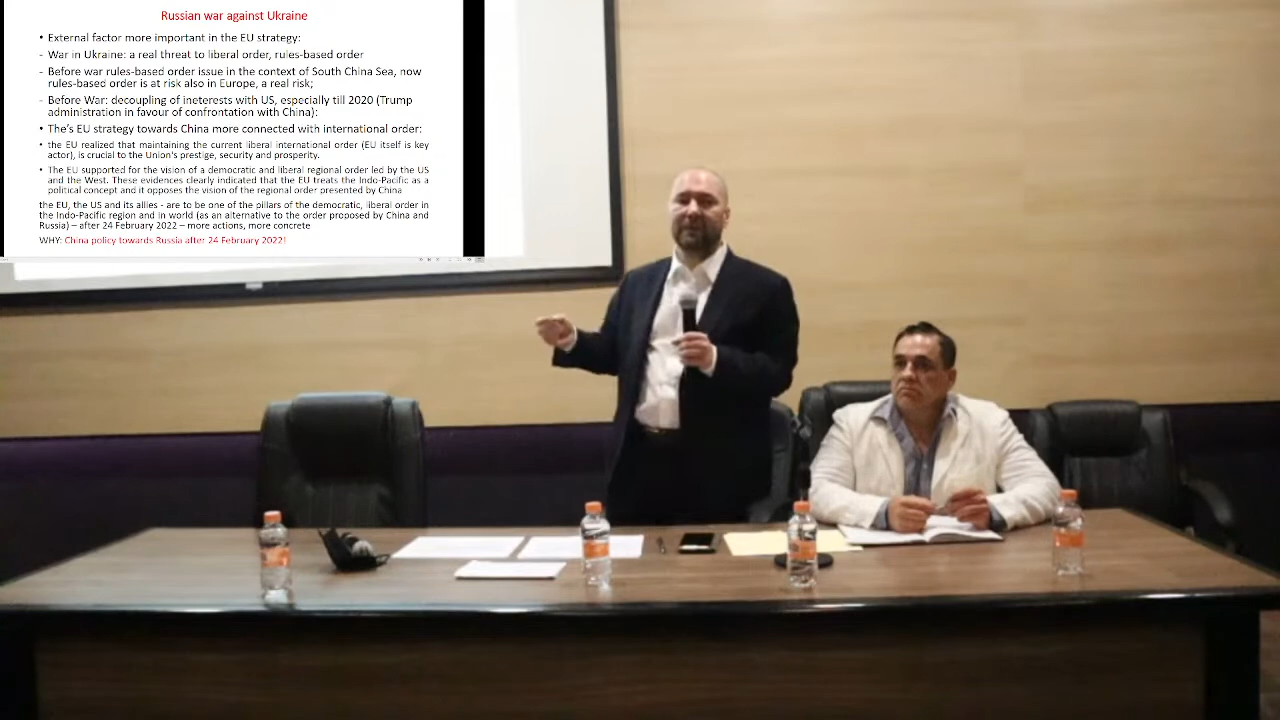 Russian war against Ukraine
• External factor more important in the EU strategy:
- War in Ukraine: a real threat to liberal order, rules-based order
- Before war rules-based order issue in the context of South China Sea, now
rules-based order is at risk also in Europe, a real risk;
- Before War: decoupling of ineterests with US, especially till 2020 (Trump
administration in favour of confrontation with China):
• The's EU strategy towards China more connected with international order:
• the EU realized that maintaining the current liberal international order (EU itself is key
actor), is crucial to the Union's prestige, security and prosperity.
• The EU supported for the vision of a democratic and liberal regional order led by the US
and the West. These evidences clearly indicated that the EU treats the Indo-Pacific as a
political concept and it opposes the vision of the regional order presented by China
the EU, the US and its allies - are to be one of the pillars of the democratic, liberal order in
the Indo-Pacific region and in world (as an alternative to the order proposed by China and
Russia) – after 24 February 2022 – more actions, more concrete
WHY: China policy towards Russia after 24 February 2022!